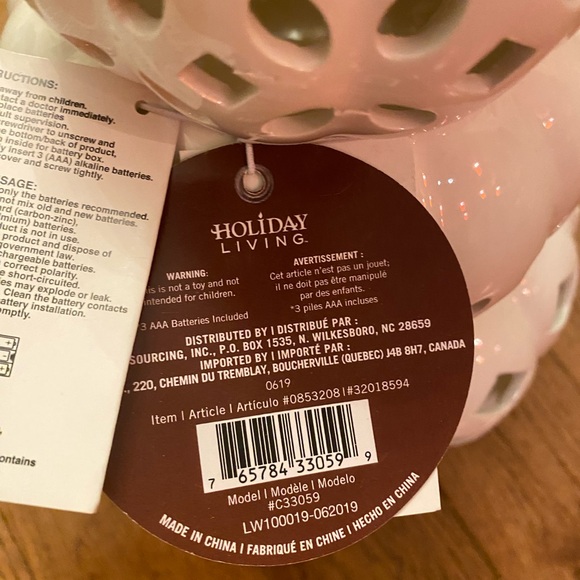 RUCTIONS:
away from children.
tact a doctor immediately.
place batteries
ult supervision.
rewdriver to unscrew and
e bottom/back of product,
o inside for battery box.
ly insert 3 (AAA) alkaline batteries.
over and screw tightly.
SAGE:
only the batteries recommended.
not mix old and new batteries.
ard (carbon-zinc),
mium) batteries.
duct is not in use.
product and dispose of
government law.
chargeable batteries.
correct polarity.
e short-circuited.
ies may explode or leak.
. Clean the battery contacts
attery installation.
mptly.
ontains
HOLIDAY
LIVING
WARNING:
is is not a toy and not
intended for children.
*3 AAA Batteries Included
AVERTISSEMENT :
Cet article n'est pas un jouet;
il ne doit pas être manipulé
par des enfants.
*3 piles AAA incluses
DISTRIBUTED BY | DISTRIBUÉ PAR :
SOURCING, INC., P.O. BOX 1535, N. WILKESBORO, NC 28659
IMPORTED BY | IMPORTÉ PAR :
., 220, CHEMIN DU TREMBLAY, BOUCHERVILLE (QUEBEC) J4B 8H7, CANADA
0619
Item | Article | Artículo #0853208 | #32018594
7 65784 33059 9
Model | Modèle | Modelo
#C33059
LW100019-062019
MADE IN CHINA | FABRIQUÉ EN CHINE | HECHO EN CHINA